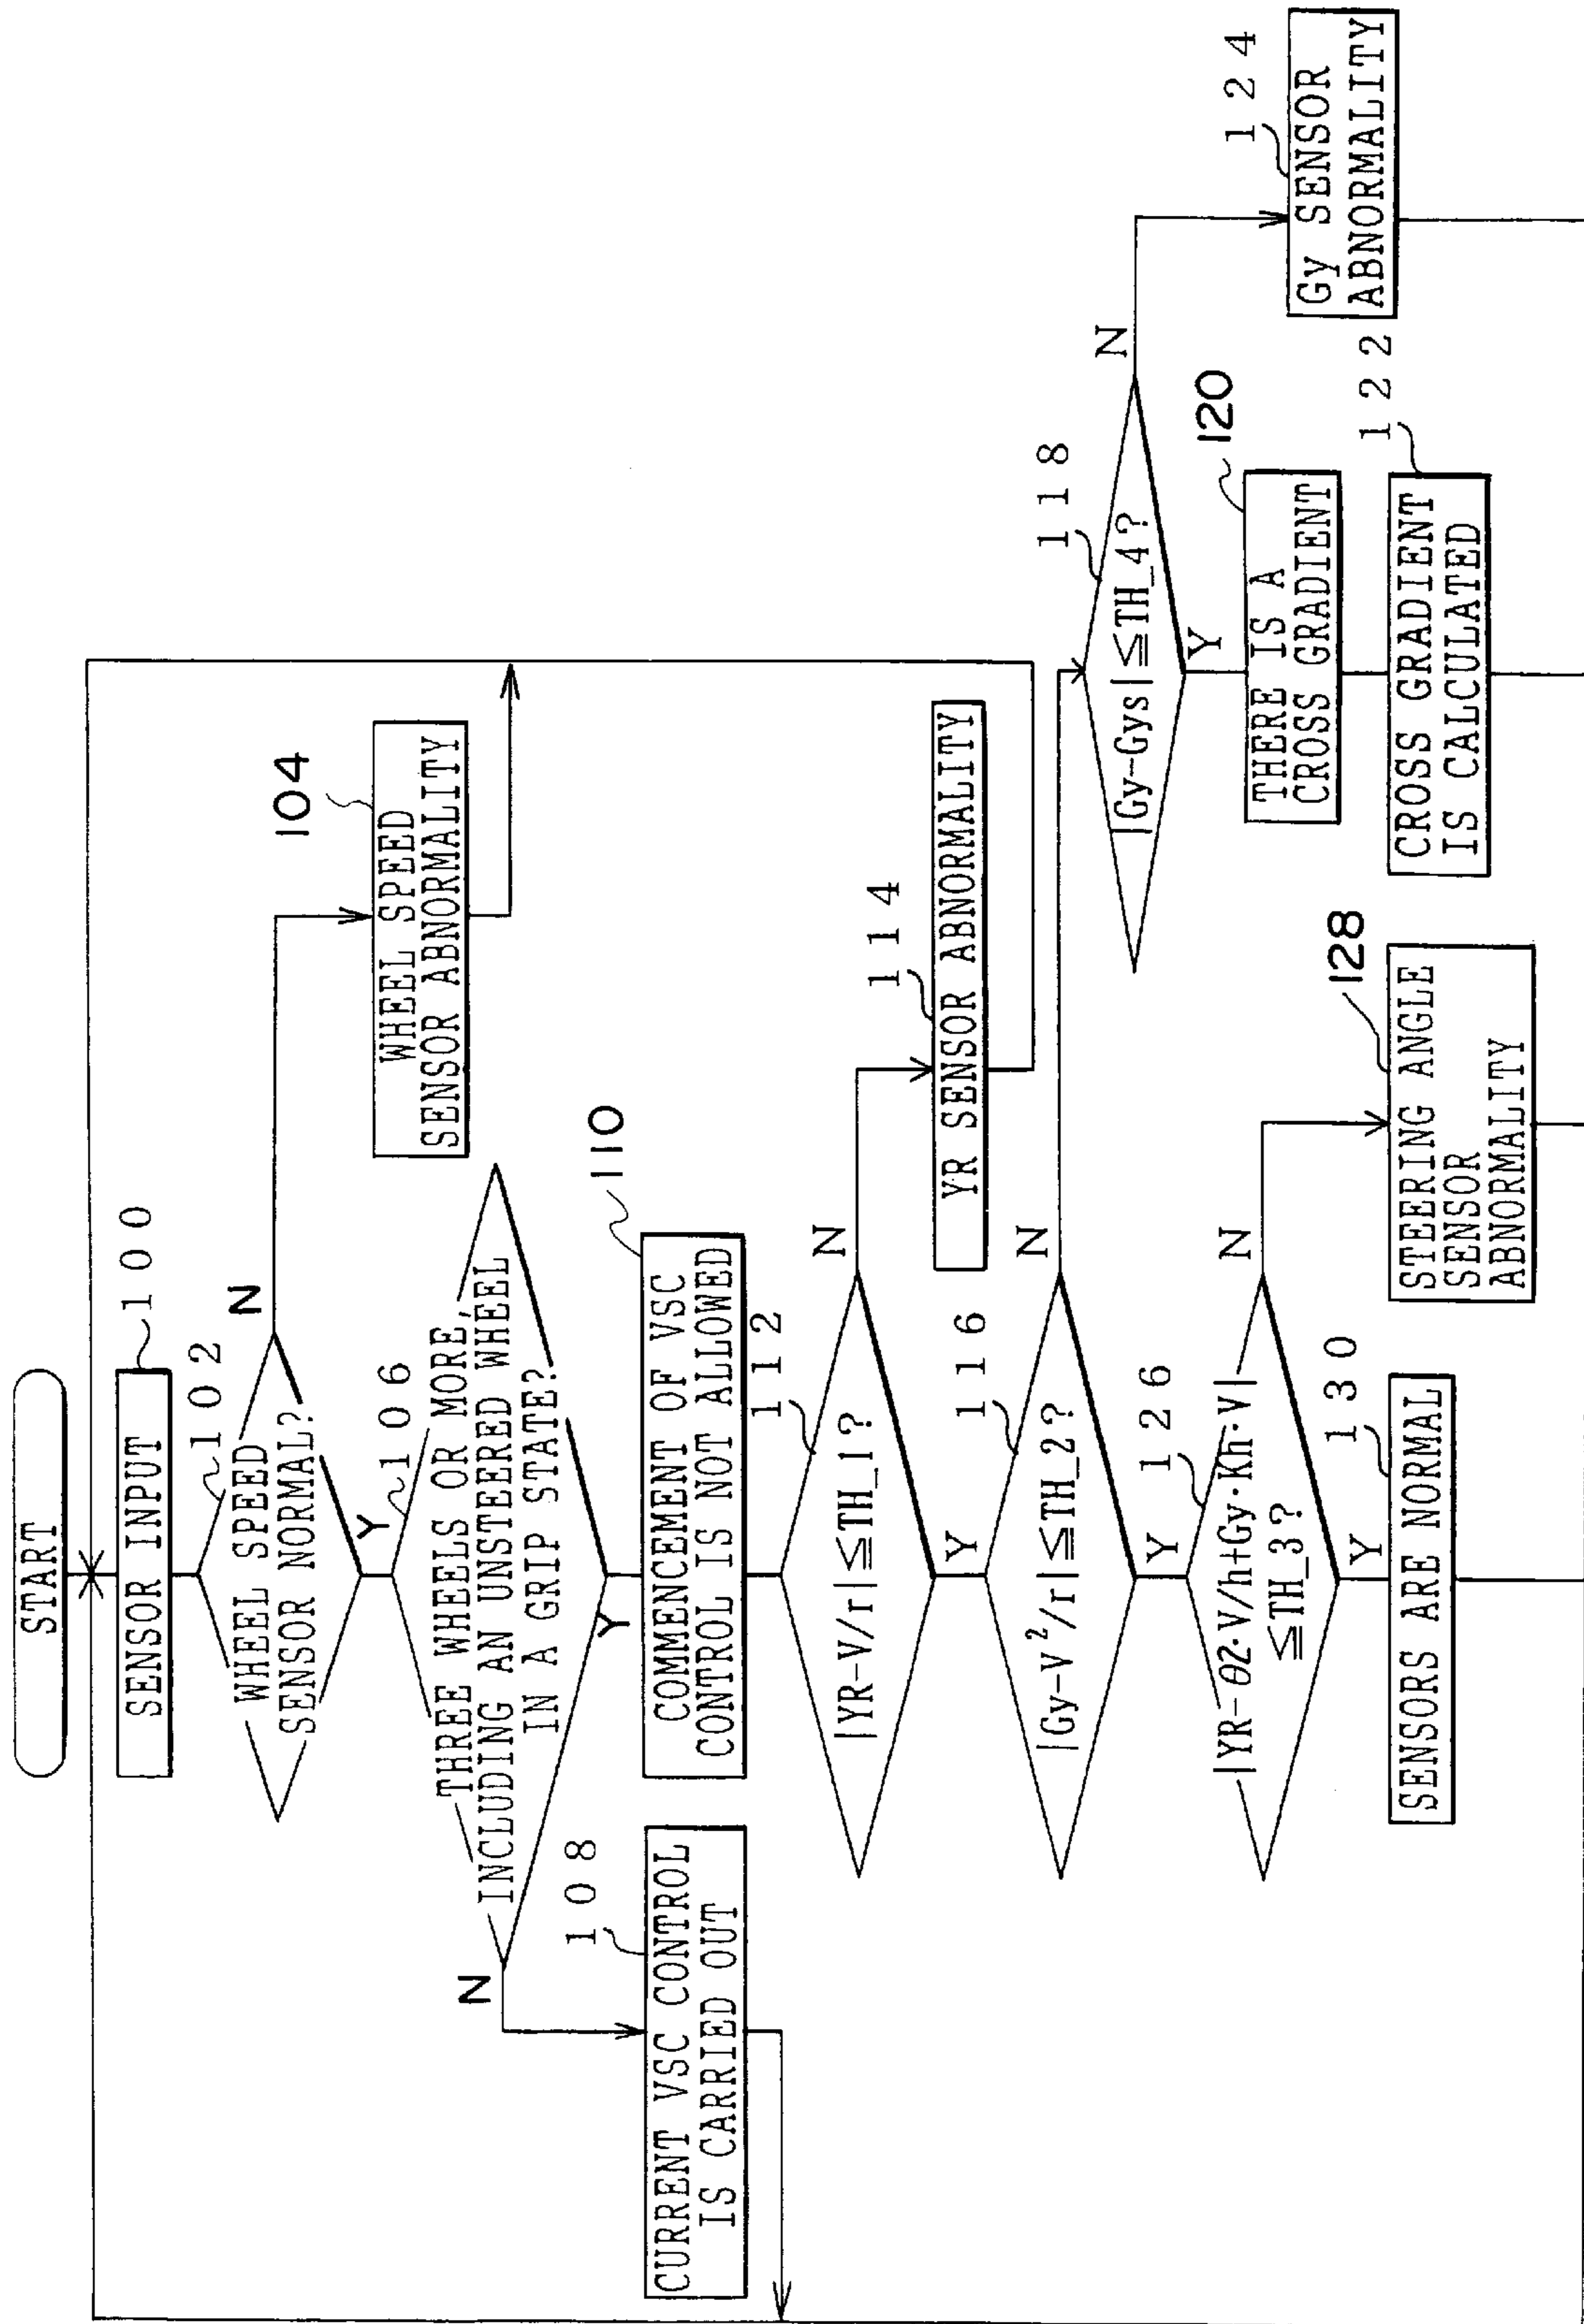 START
SENSOR INPUT
100
102
WHEEL SPEED
SENSOR NORMAL?
N
Y
104
WHEEL SPEED
SENSOR ABNORMALITY
106
THREE WHEELS OR MORE,
INCLUDING AN UNSTEERED WHEEL
IN A GRIP STATE?
N
Y
108
CURRENT VSC CONTROL
IS CARRIED OUT
110
COMMENCEMENT OF VSC
CONTROL IS NOT ALLOWED
112
|YR-V/r|≦TH_1?
N
Y
114
YR SENSOR ABNORMALITY
116
|Gy-V²/r|≦TH_2?
N
Y
118
|Gy-Gys|≦TH_4?
N
Y
120
THERE IS A
CROSS GRADIENT
122
CROSS GRADIENT
IS CALCULATED
124
Gy SENSOR
ABNORMALITY
126
|YR-θ2·V/h+Gy·Kh·V|
≦TH_3?
N
Y
128
STEERING ANGLE
SENSOR
ABNORMALITY
130
SENSORS ARE NORMAL